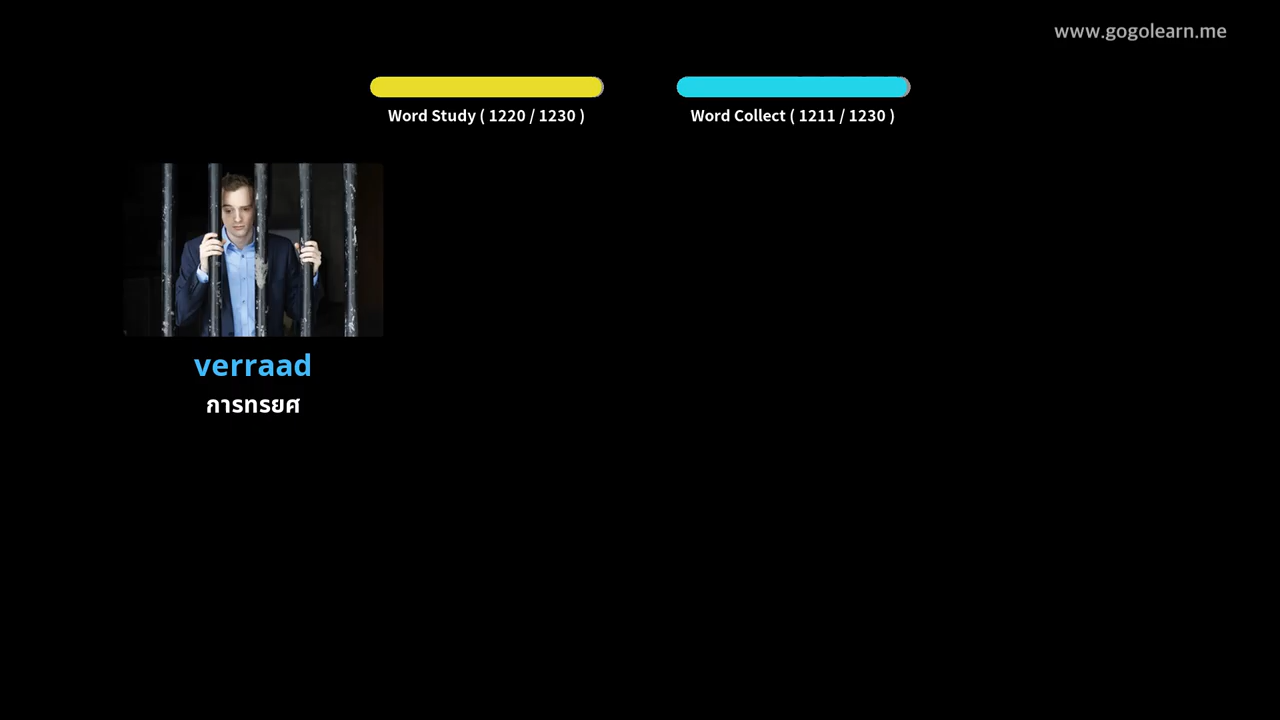 www.gogolearn.me
Word Study ( 1220 / 1230 )
Word Collect ( 1211 / 1230 )
verraad
การทรยศ